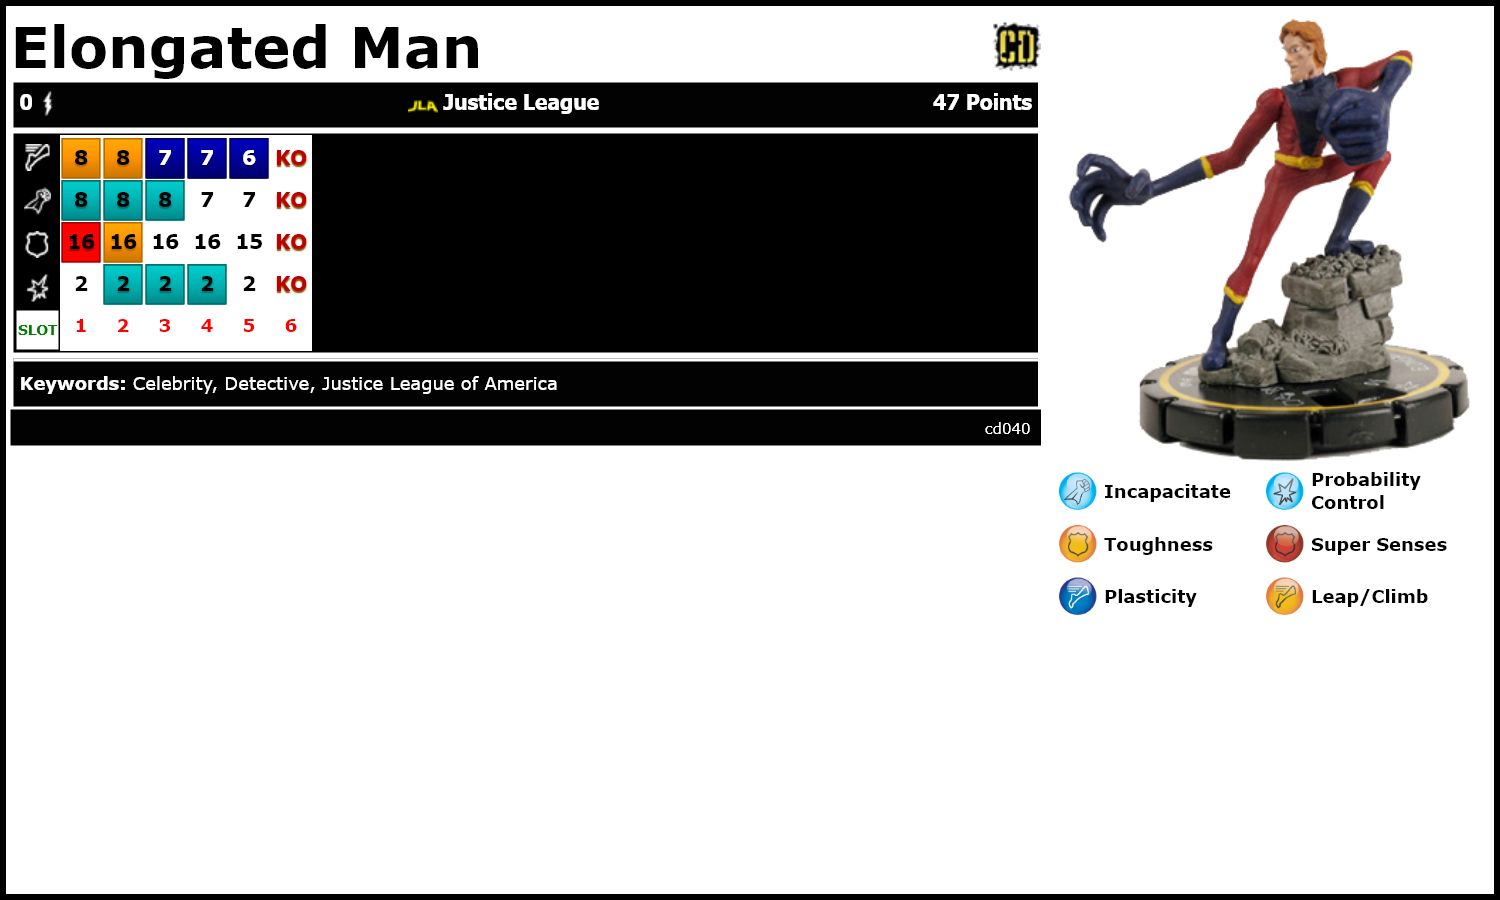 Elongated Man
CD
0 JLA Justice League 47 Points
8 8 7 7 6 KO
8 8 8 7 7 KO
16 16 16 16 15 KO
2 2 2 2 2 KO
SLOT 1 2 3 4 5 6
Keywords: Celebrity, Detective, Justice League of America
cd040
Incapacitate
Probability
Control
Toughness
Super Senses
Plasticity
Leap/Climb